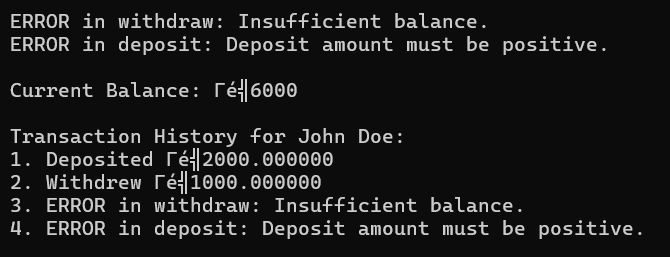 ERROR in withdraw: Insufficient balance.
ERROR in deposit: Deposit amount must be positive.
Current Balance: Γé╣6000
Transaction History for John Doe:
1. Deposited Γé╣2000.000000
2. Withdrew Γé╣1000.000000
3. ERROR in withdraw: Insufficient balance.
4. ERROR in deposit: Deposit amount must be positive.